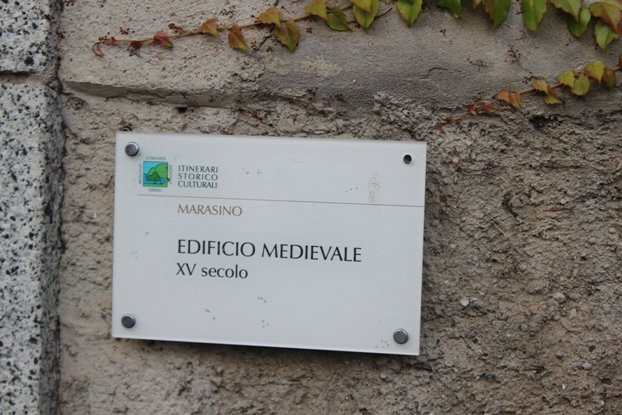 ITINERARI
STORICO
CULTURALI
MARASINO
EDIFICIO MEDIEVALE
XV secolo